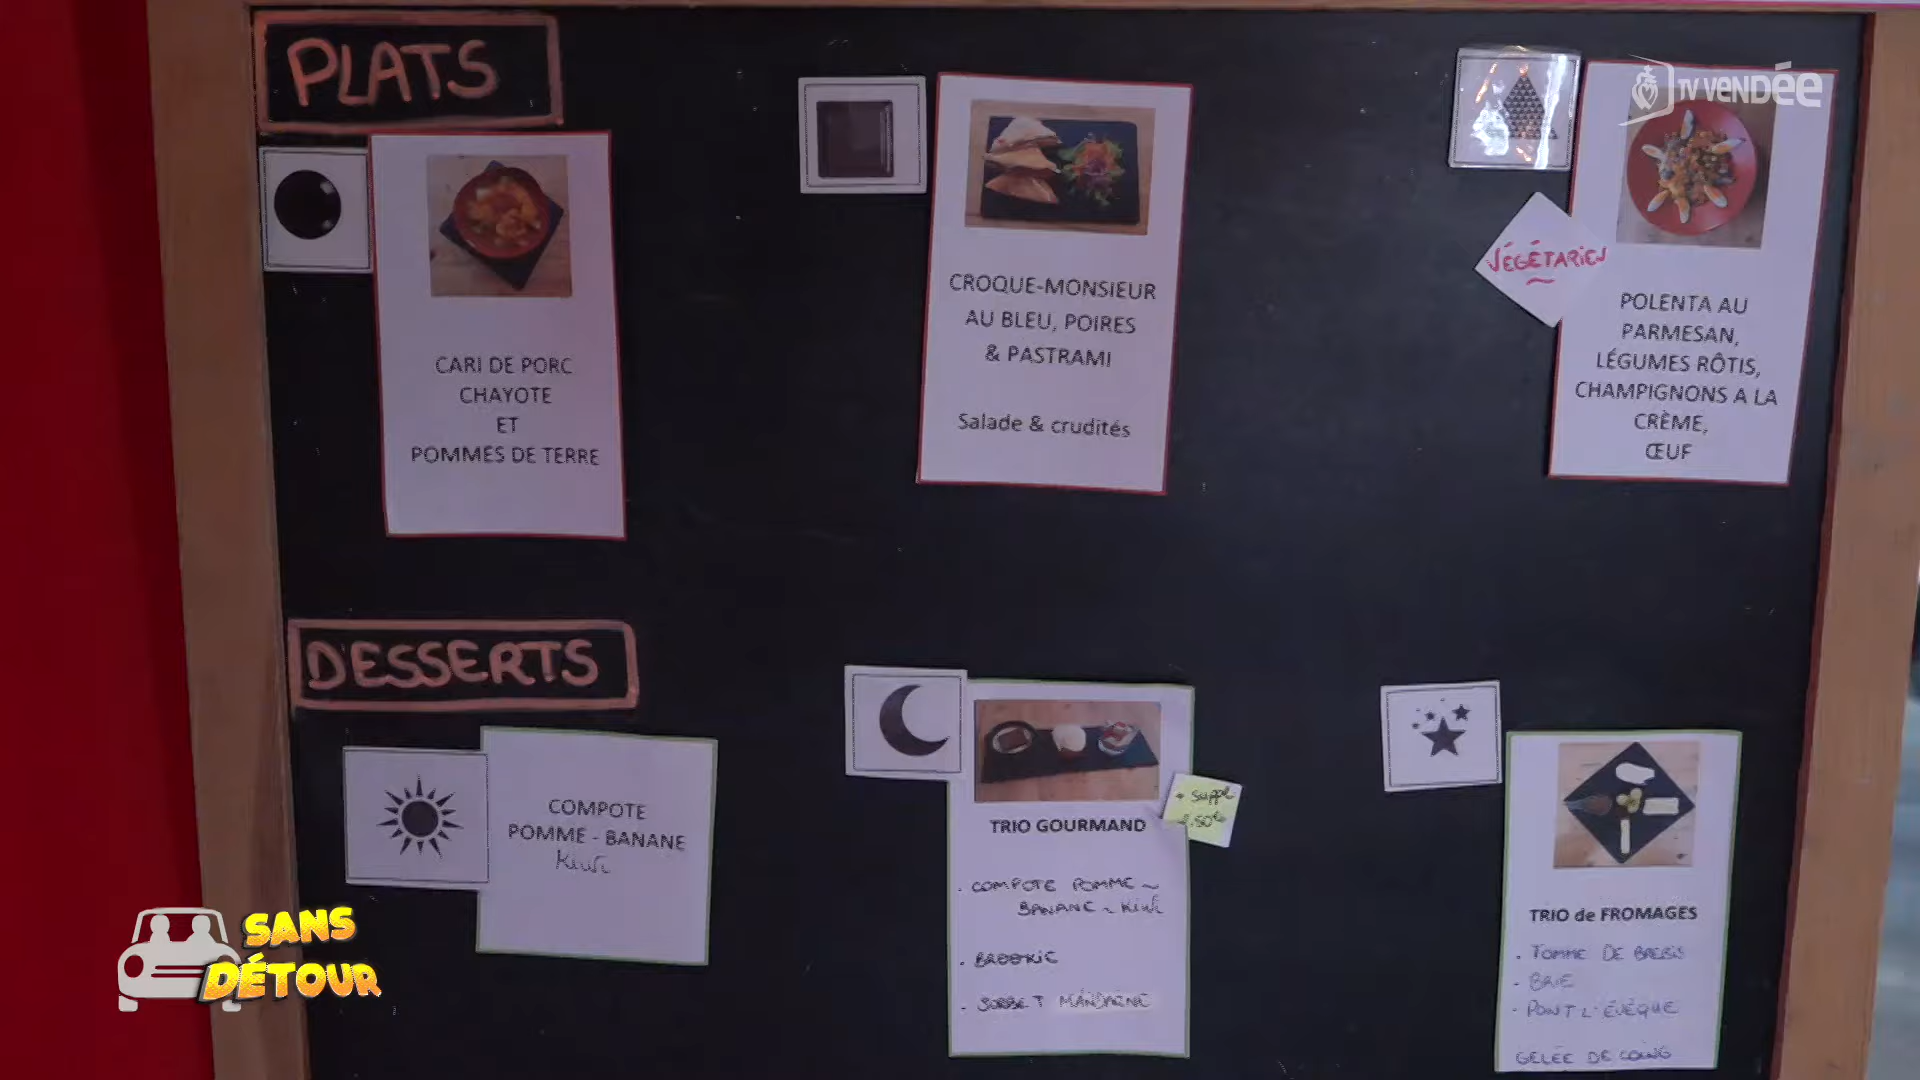 PLATS
TV VENDÉE
CARI DE PORC
CHAYOTE
ET
POMMES DE TERRE
CROQUE-MONSIEUR
AU BLEU, POIRES
& PASTRAMI
Salade & crudités
VÉGÉTARIEN
POLENTA AU
PARMESAN,
LÉGUMES RÔTIS,
CHAMPIGNONS A LA
CRÈME,
ŒUF
DESSERTS
COMPOTE
POMME - BANANE
Kiwi
TRIO GOURMAND
+ suppl
. COMPOTE POMME ~
BANANE ~ Kiwi
. BROOKIE
- SORBET MANDARINE
TRIO de FROMAGES
. TOMME DE BREBIS
- BRIE
- PONT L'ÉVÊQUE
GELÉE DE COING
SANS
DÉTOUR